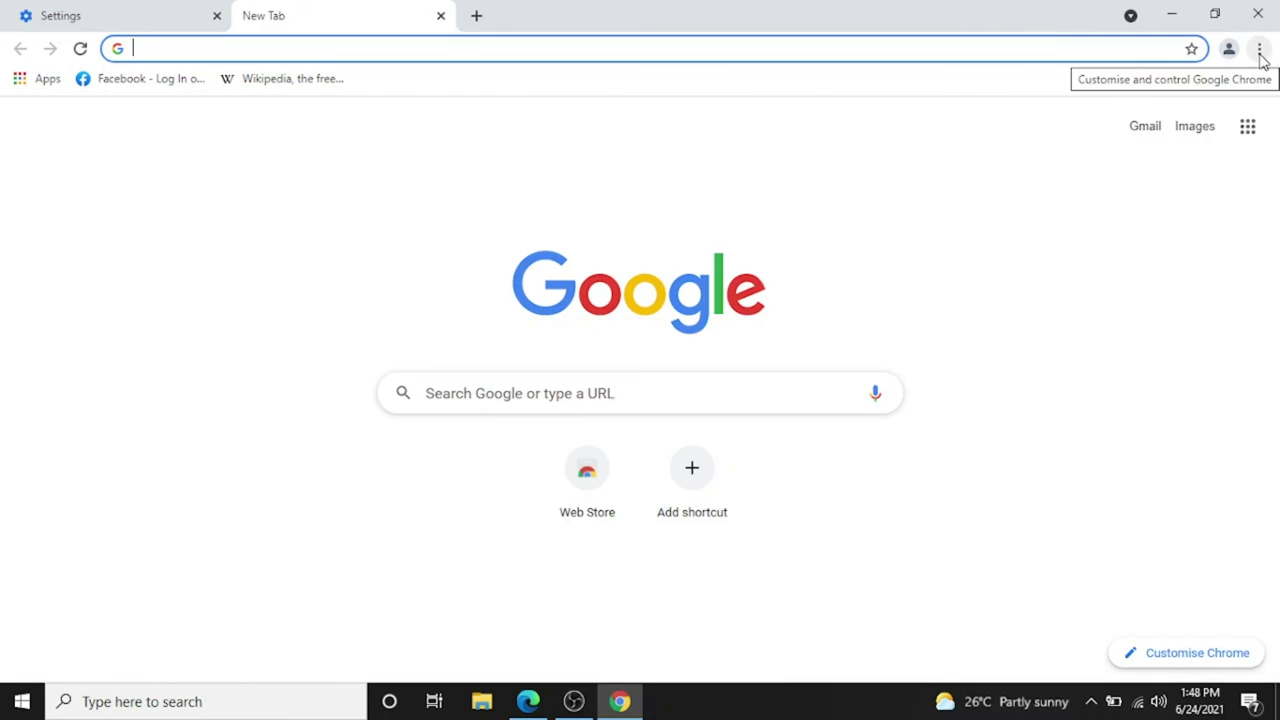 Settings
New Tab
Customise and control Google Chrome
Apps
Facebook - Log In o...
Wikipedia, the free...
Gmail
Images
Google
Search Google or type a URL
Web Store
Add shortcut
Customise Chrome
Type here to search
26°C Partly sunny
1:48 PM
6/24/2021
7